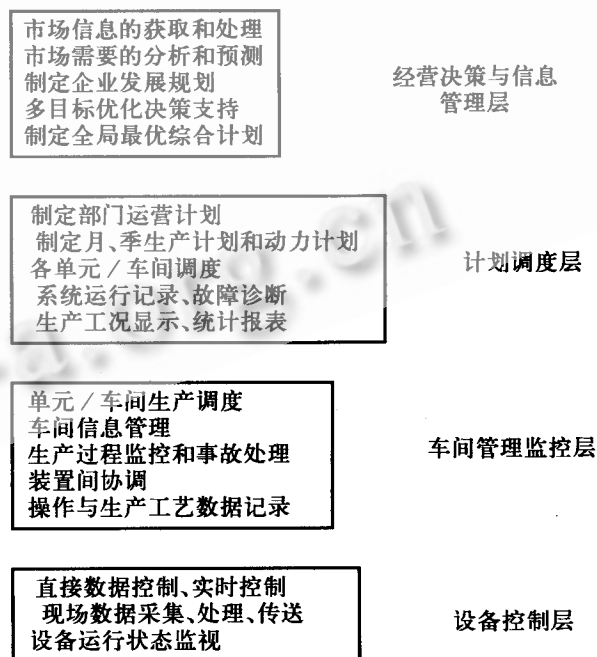 市场信息的获取和处理
市场需要的分析和预测
制定企业发展规划
多目标优化决策支持
制定全局最优综合计划
经营决策与信息
管理层
制定部门运营计划
制定月、季生产计划和动力计划
各单元／车间调度
系统运行记录、故障诊断
生产工况显示、统计报表
计划调度层
单元／车间生产调度
车间信息管理
生产过程监控和事故处理
装置间协调
操作与生产工艺数据记录
车间管理监控层
直接数据控制、实时控制
现场数据采集、处理、传送
设备运行状态监视
设备控制层
a.org.cn